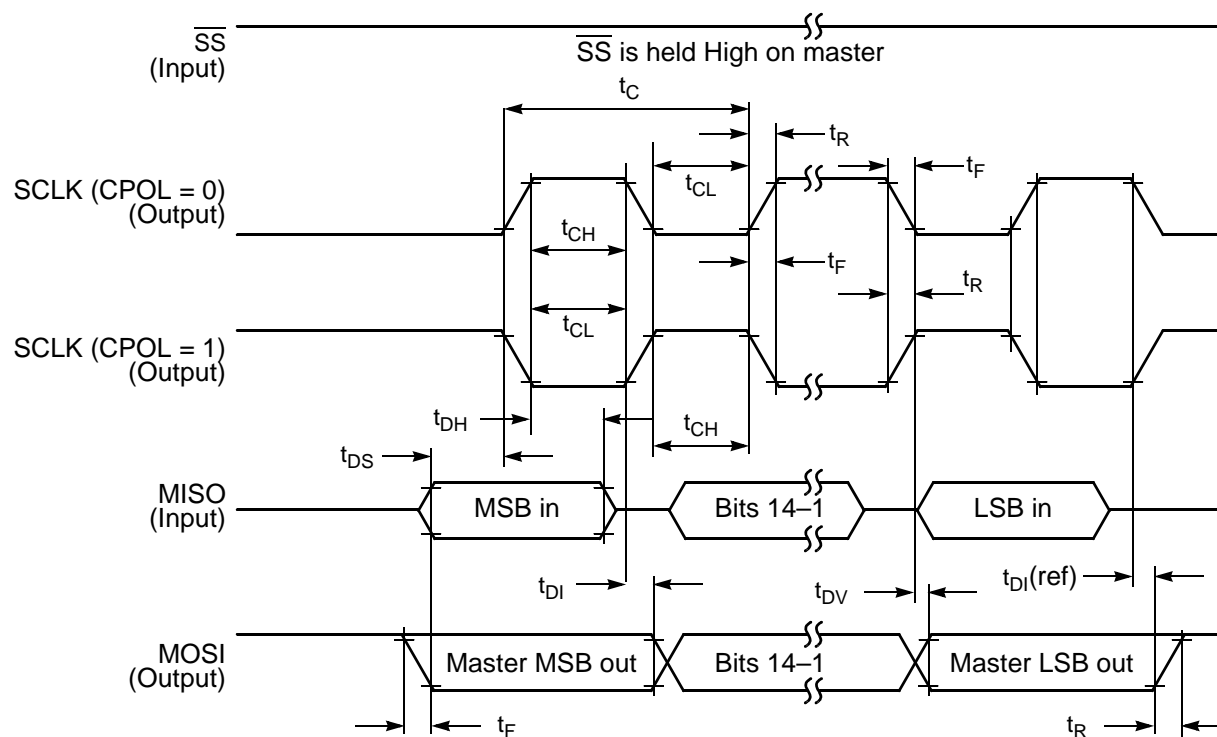 SS
(Input)
SS is held High on master
tC
tR
tF
SCLK (CPOL = 0)
(Output)
tCL
tCH
tF
tR
SCLK (CPOL = 1)
(Output)
tCL
tDH
tCH
tDS
MISO
(Input)
MSB in
Bits 14–1
LSB in
tDI
tDV
tDI(ref)
MOSI
(Output)
Master MSB out
Bits 14–1
Master LSB out
tF
tR